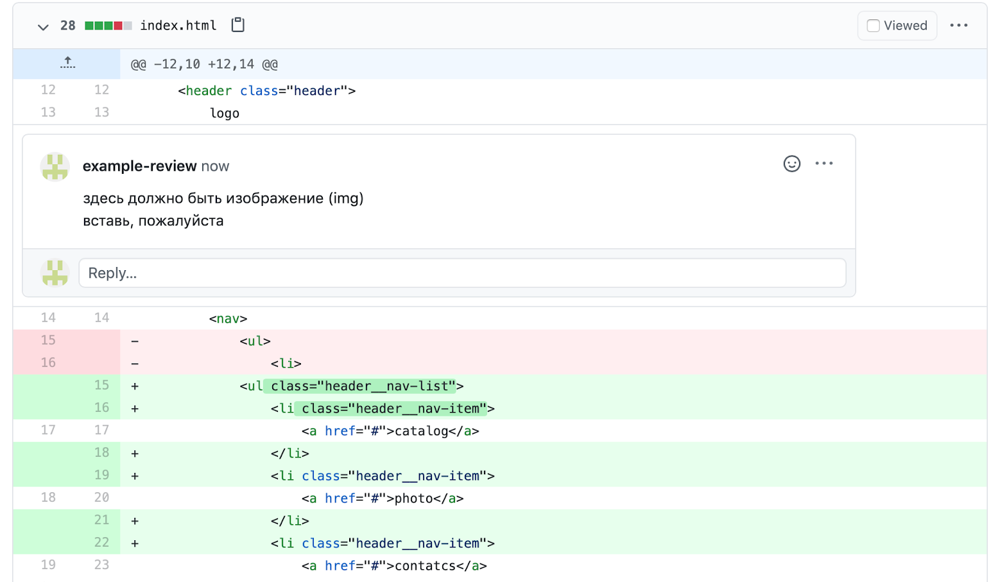 28 index.html Viewed
@@ -12,10 +12,14 @@
12 12 <header class="header">
13 13 logo
example-review now
здесь должно быть изображение (img)
вставь, пожалуйста
Reply...
14 14 <nav>
15 - <ul>
16 - <li>
15 + <ul class="header__nav-list">
16 + <li class="header__nav-item">
17 17 <a href="#">catalog</a>
18 + </li>
19 + <li class="header__nav-item">
18 20 <a href="#">photo</a>
21 + </li>
22 + <li class="header__nav-item">
19 23 <a href="#">contatcs</a>